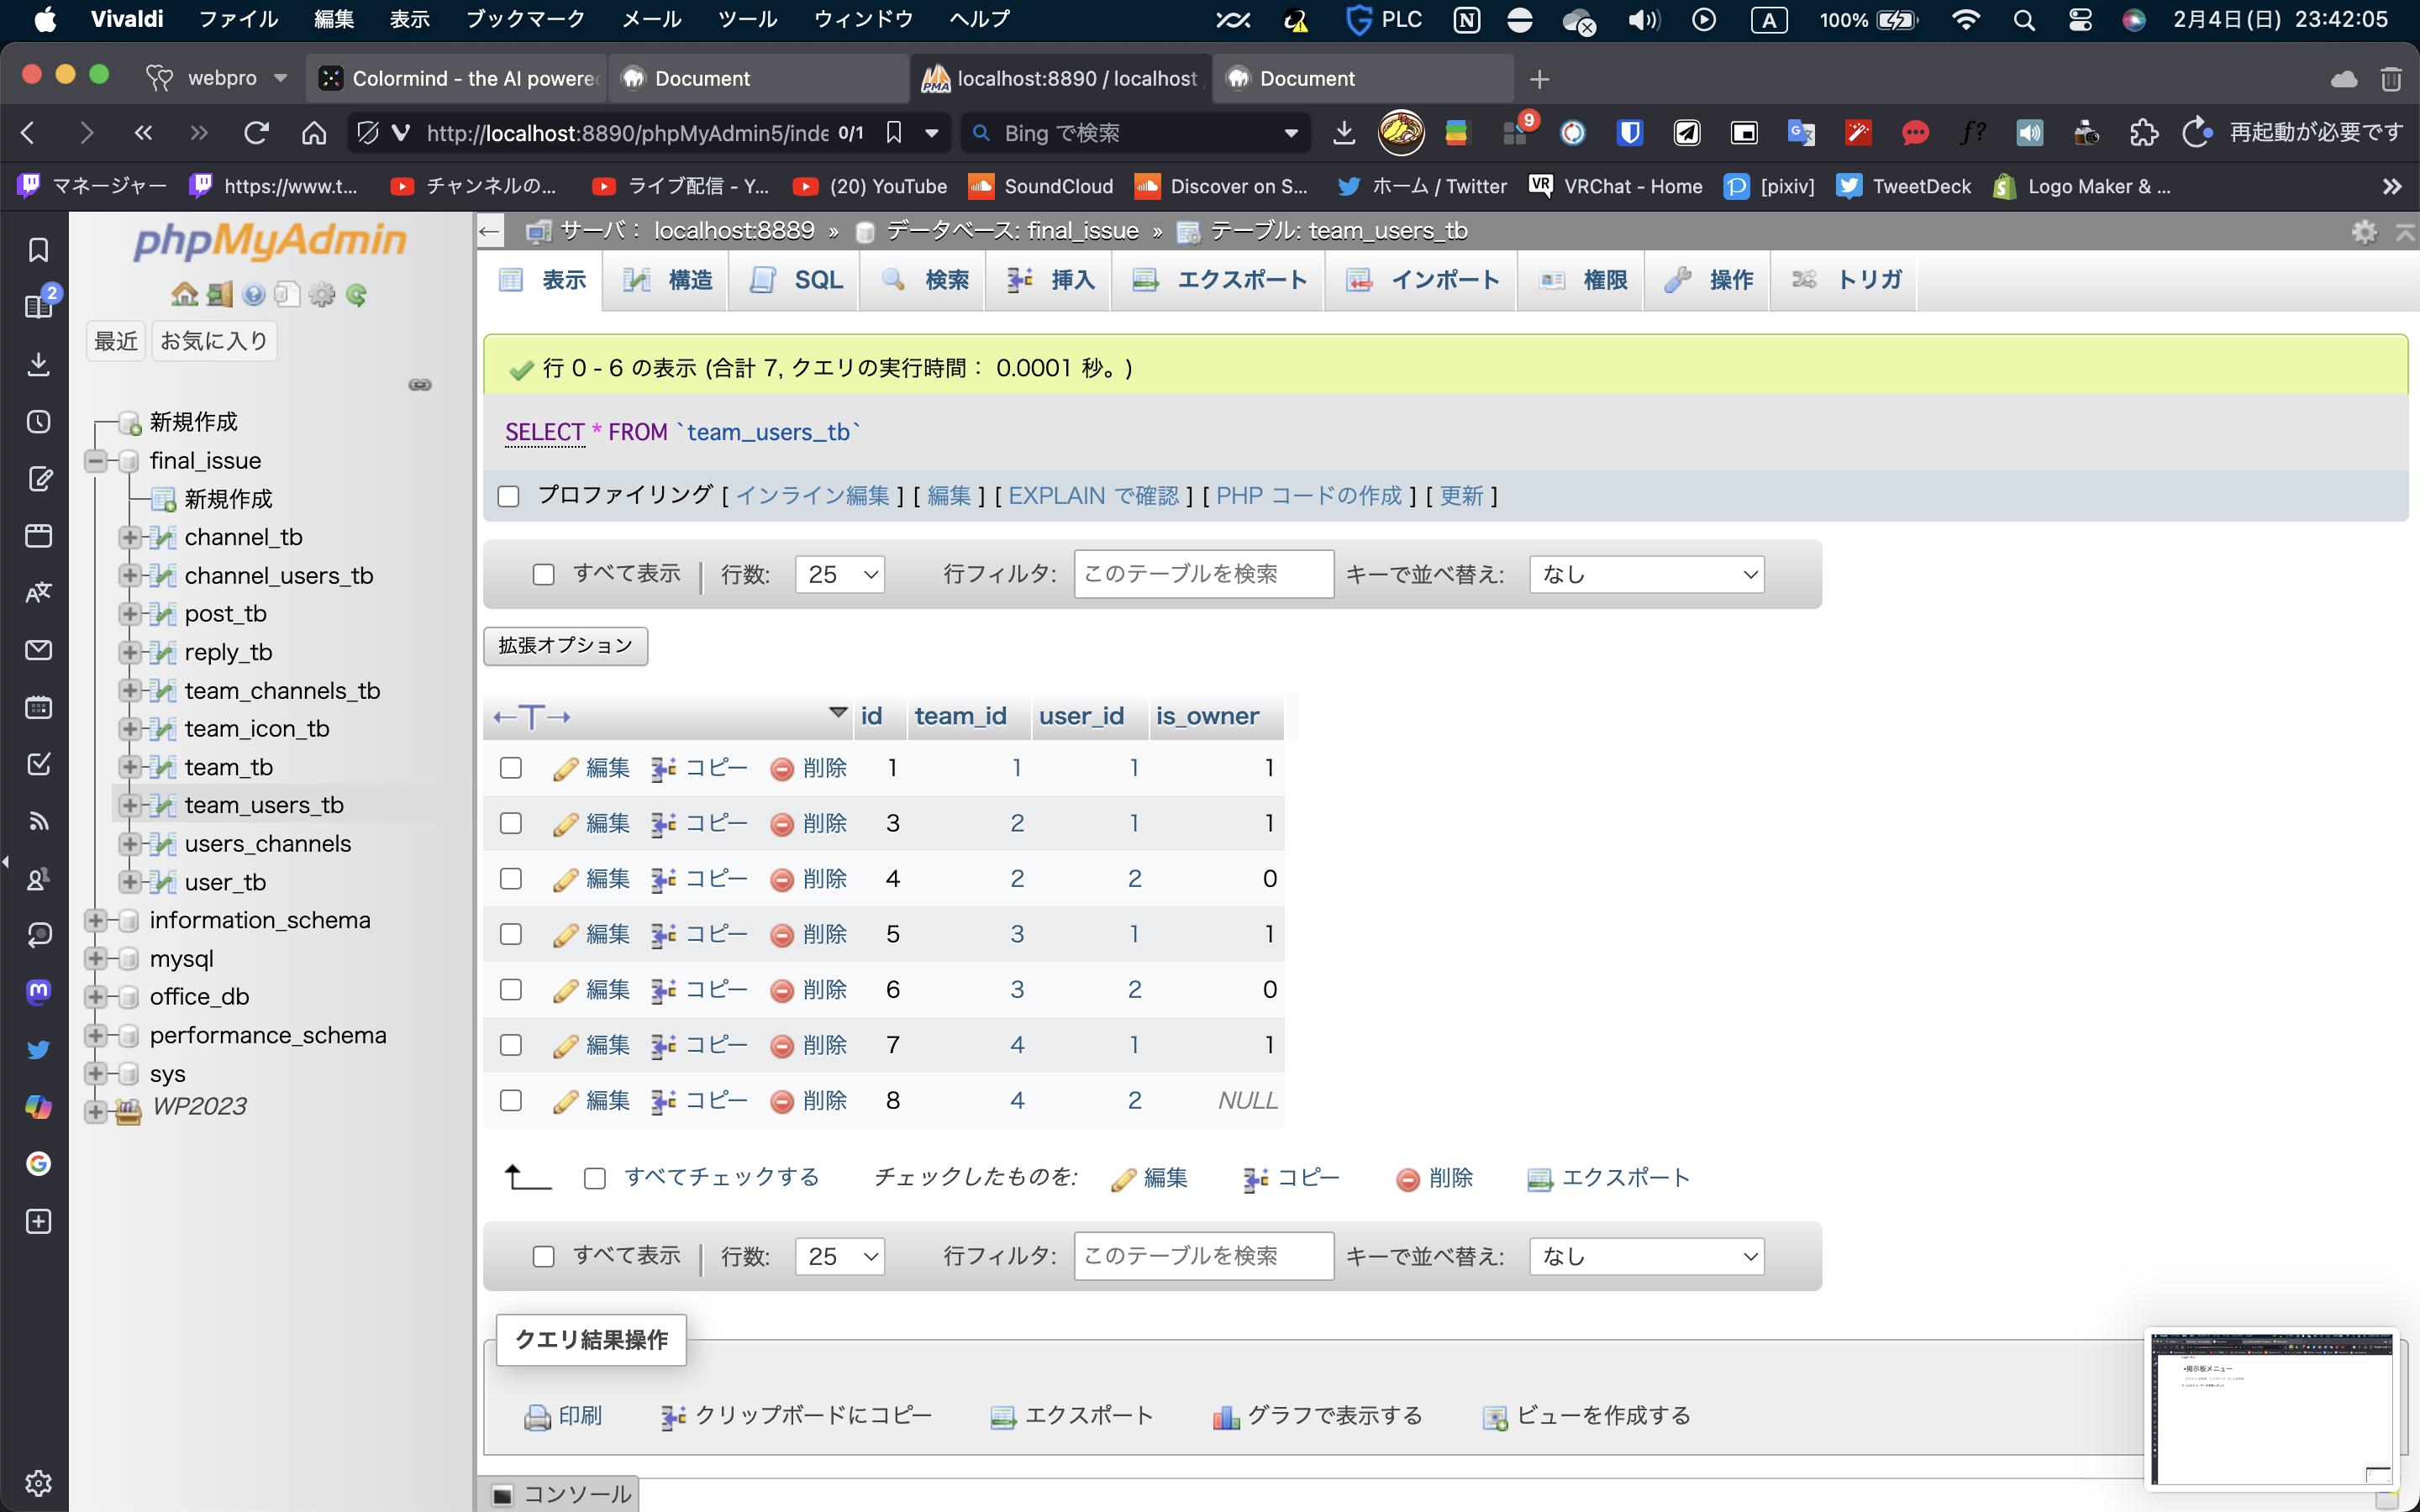 Vivaldi ファイル 編集 表示 ブックマーク メール ツール ウィンドウ ヘルプ PLC A 100% 2月4日(日) 23:42:05
webpro Colormind - the AI powere Document localhost:8890 / localhost Document
http://localhost:8890/phpMyAdmin5/inde 0/1 Bing で検索 9 再起動が必要です
マネージャー https://www.t... チャンネルの... ライブ配信 - Y... (20) YouTube SoundCloud Discover on S... ホーム / Twitter VRChat - Home [pixiv] TweetDeck Logo Maker & ...
2
phpMyAdmin
最近 お気に入り
新規作成
final_issue
新規作成
channel_tb
channel_users_tb
post_tb
reply_tb
team_channels_tb
team_icon_tb
team_tb
team_users_tb
users_channels
user_tb
information_schema
mysql
office_db
performance_schema
sys
WP2023
サーバ： localhost:8889 » データベース: final_issue » テーブル: team_users_tb
表示 構造 SQL 検索 挿入 エクスポート インポート 権限 操作 トリガ
行 0 - 6 の表示 (合計 7, クエリの実行時間： 0.0001 秒。)
SELECT * FROM `team_users_tb`
プロファイリング [ インライン編集 ] [ 編集 ] [ EXPLAIN で確認 ] [ PHP コードの作成 ] [ 更新 ]
すべて表示 行数: 25 行フィルタ: このテーブルを検索 キーで並べ替え: なし
拡張オプション
←T→ id team_id user_id is_owner
編集 コピー 削除 1 1 1 1
編集 コピー 削除 3 2 1 1
編集 コピー 削除 4 2 2 0
編集 コピー 削除 5 3 1 1
編集 コピー 削除 6 3 2 0
編集 コピー 削除 7 4 1 1
編集 コピー 削除 8 4 2 NULL
すべてチェックする チェックしたものを: 編集 コピー 削除 エクスポート
すべて表示 行数: 25 行フィルタ: このテーブルを検索 キーで並べ替え: なし
クエリ結果操作
印刷 クリップボードにコピー エクスポート グラフで表示する ビューを作成する
コンソール
掲示板メニュー